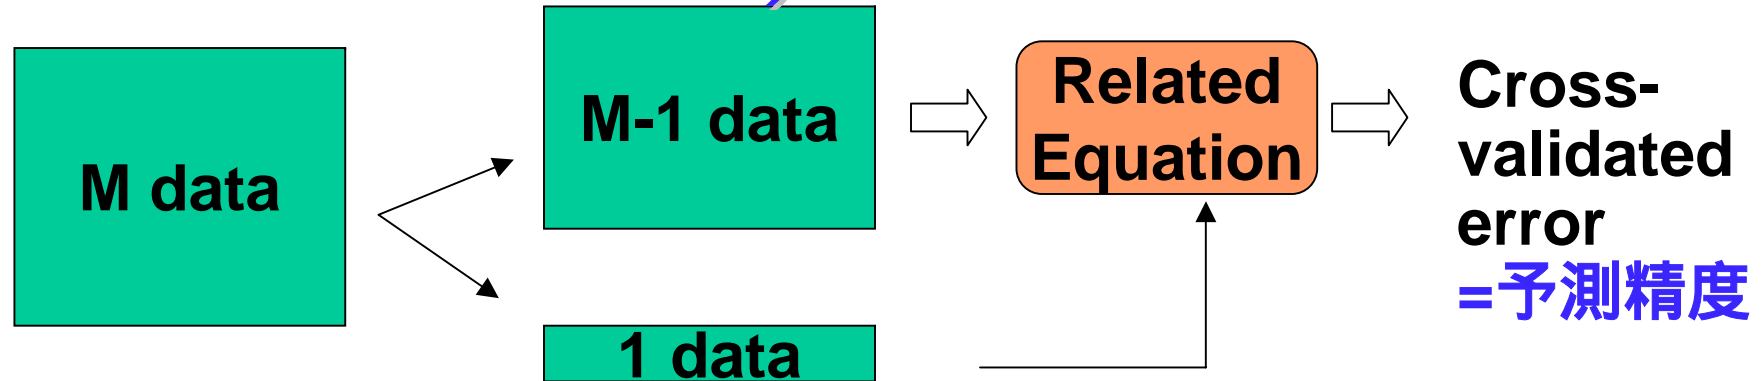 M data
M-1 data
1 data
Related
Equation
Cross-
validated
error
=予測精度